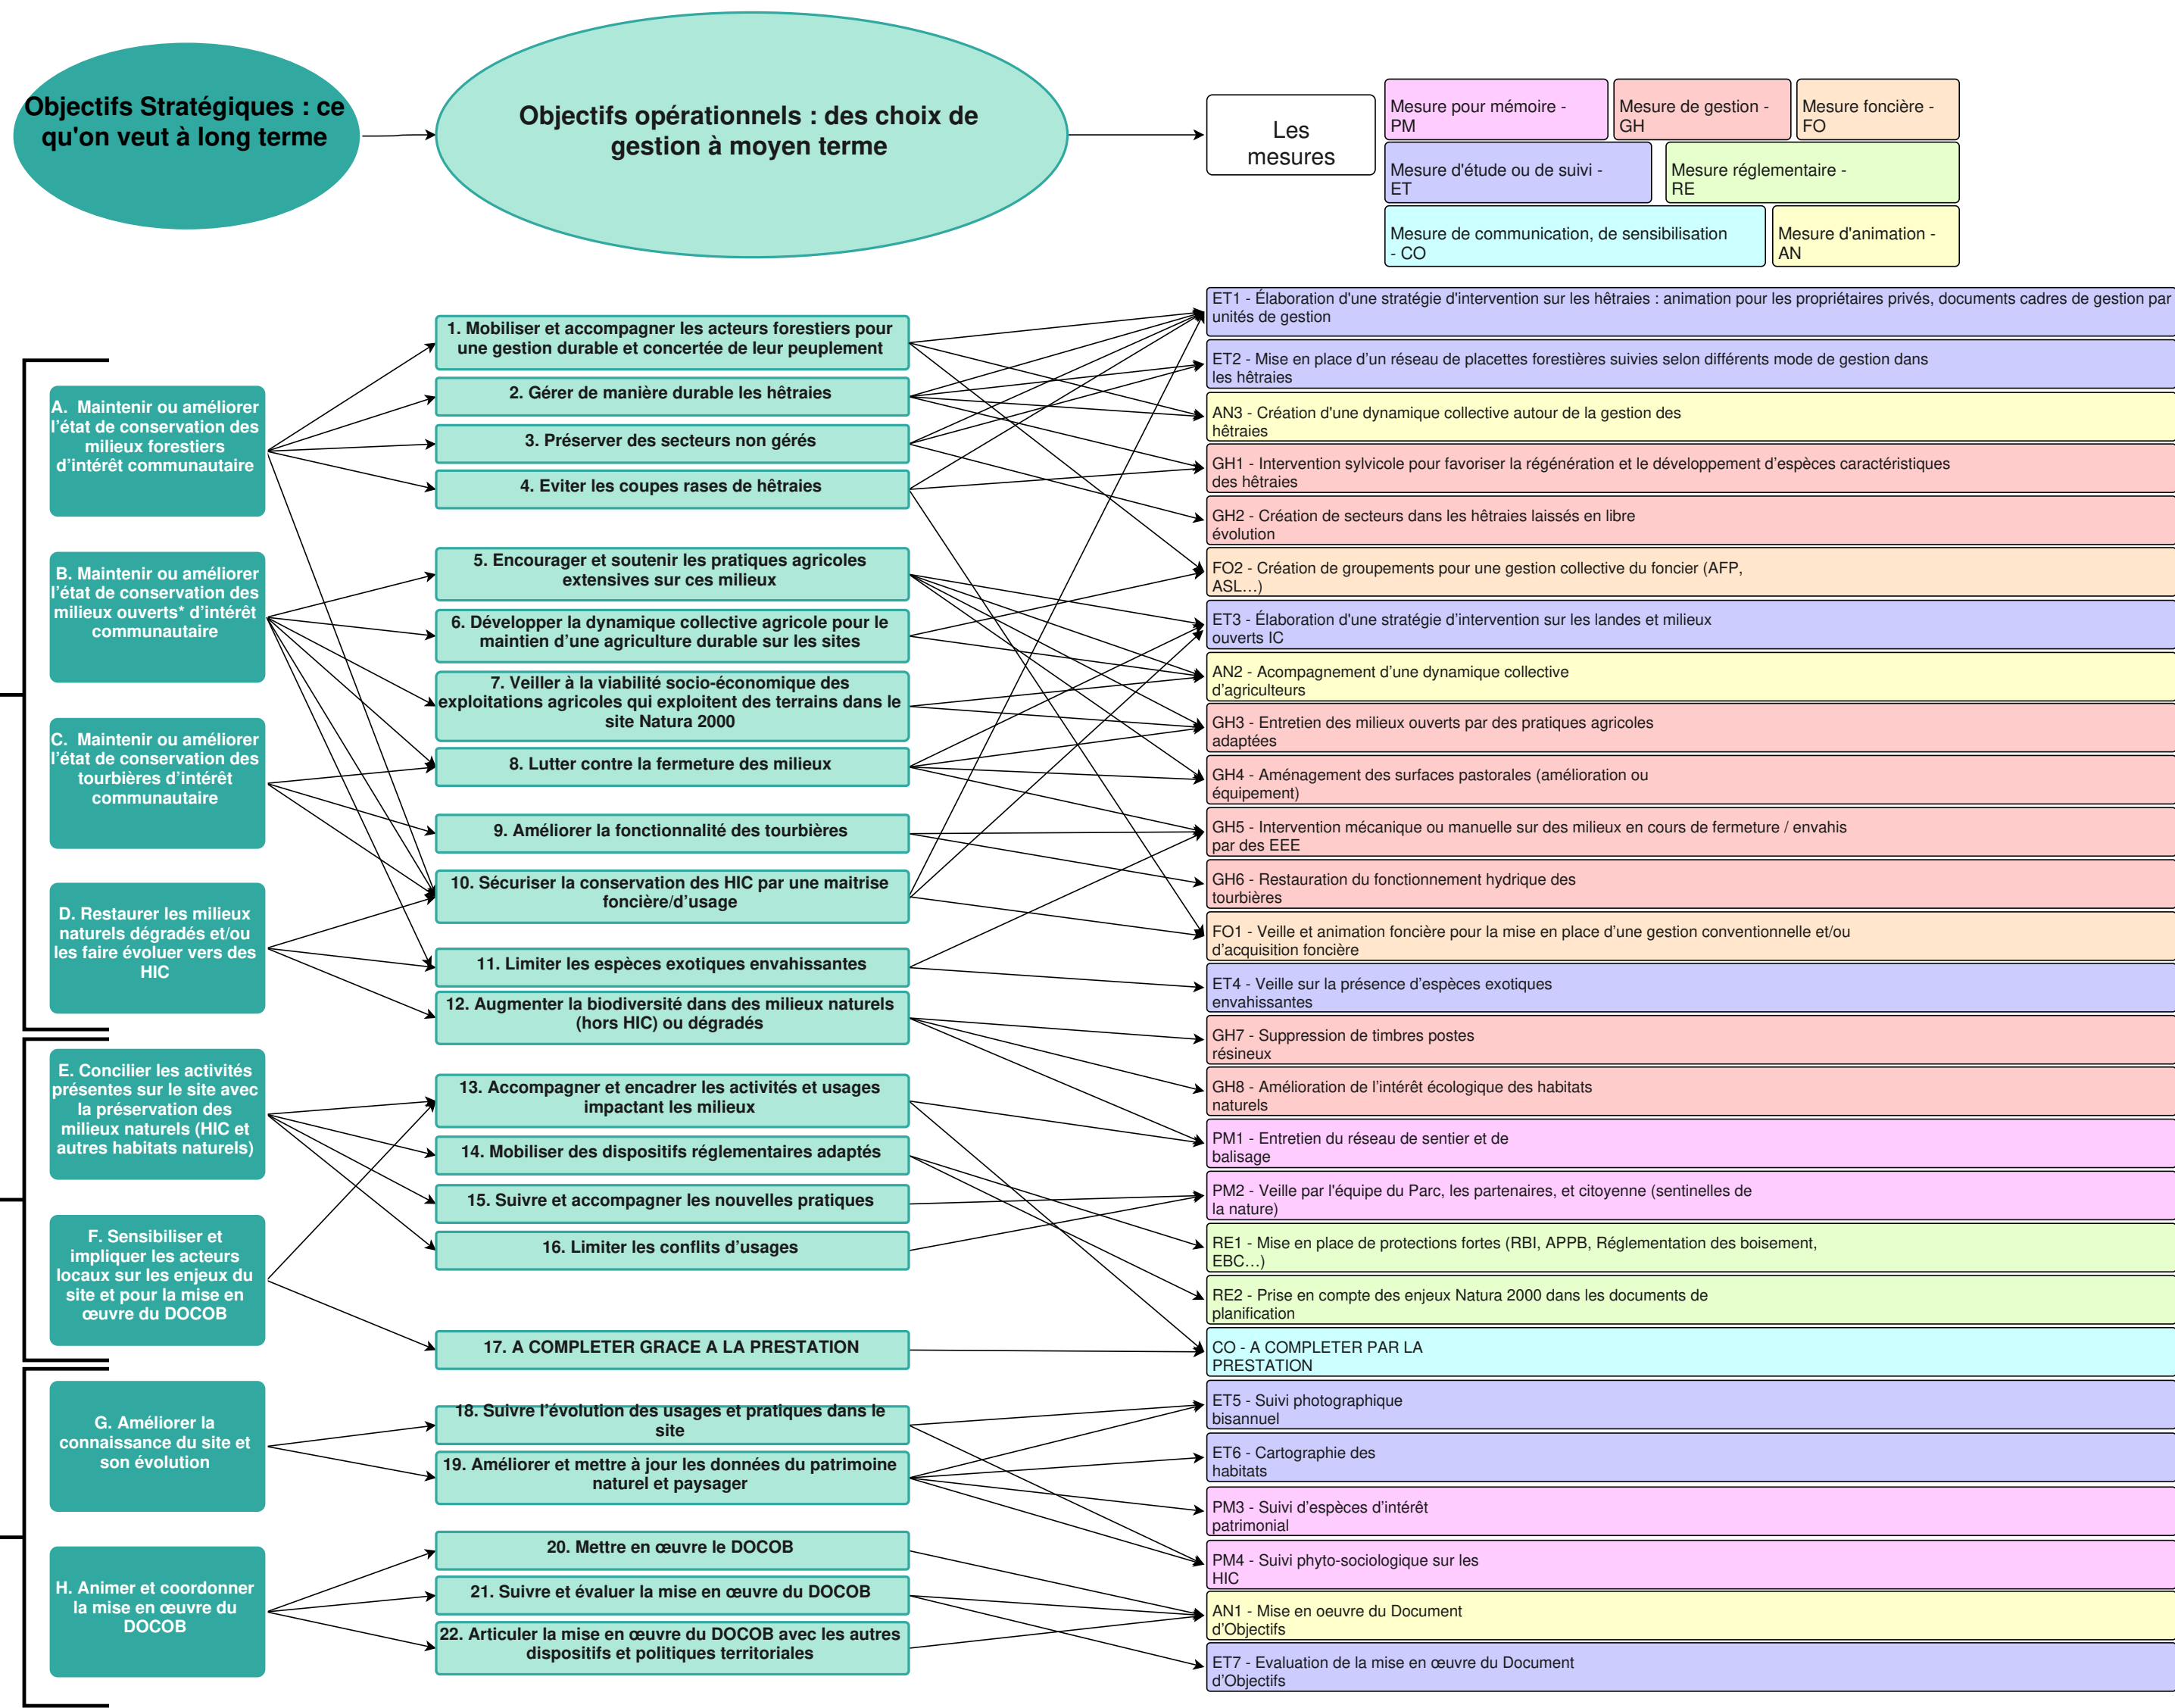 Objectifs Stratégiques : ce
qu'on veut à long terme
Objectifs opérationnels : des choix de
gestion à moyen terme
Les
mesures
Mesure pour mémoire -
PM
Mesure de gestion -
GH
Mesure foncière -
FO
Mesure d'étude ou de suivi -
ET
Mesure réglementaire -
RE
Mesure de communication, de sensibilisation
- CO
Mesure d'animation -
AN
A. Maintenir ou améliorer
l'état de conservation des
milieux forestiers
d'intérêt communautaire
B. Maintenir ou améliorer
l'état de conservation des
milieux ouverts* d'intérêt
communautaire
C. Maintenir ou améliorer
l'état de conservation des
tourbières d'intérêt
communautaire
D. Restaurer les milieux
naturels dégradés et/ou
les faire évoluer vers des
HIC
E. Concilier les activités
présentes sur le site avec
la préservation des
milieux naturels (HIC et
autres habitats naturels)
F. Sensibiliser et
impliquer les acteurs
locaux sur les enjeux du
site et pour la mise en
œuvre du DOCOB
G. Améliorer la
connaissance du site et
son évolution
H. Animer et coordonner
la mise en œuvre du
DOCOB
1. Mobiliser et accompagner les acteurs forestiers pour
une gestion durable et concertée de leur peuplement
2. Gérer de manière durable les hêtraies
3. Préserver des secteurs non gérés
4. Eviter les coupes rases de hêtraies
5. Encourager et soutenir les pratiques agricoles
extensives sur ces milieux
6. Développer la dynamique collective agricole pour le
maintien d'une agriculture durable sur les sites
7. Veiller à la viabilité socio-économique des
exploitations agricoles qui exploitent des terrains dans le
site Natura 2000
8. Lutter contre la fermeture des milieux
9. Améliorer la fonctionnalité des tourbières
10. Sécuriser la conservation des HIC par une maitrise
foncière/d'usage
11. Limiter les espèces exotiques envahissantes
12. Augmenter la biodiversité dans des milieux naturels
(hors HIC) ou dégradés
13. Accompagner et encadrer les activités et usages
impactant les milieux
14. Mobiliser des dispositifs réglementaires adaptés
15. Suivre et accompagner les nouvelles pratiques
16. Limiter les conflits d'usages
17. A COMPLETER GRACE A LA PRESTATION
18. Suivre l'évolution des usages et pratiques dans le
site
19. Améliorer et mettre à jour les données du patrimoine
naturel et paysager
20. Mettre en œuvre le DOCOB
21. Suivre et évaluer la mise en œuvre du DOCOB
22. Articuler la mise en œuvre du DOCOB avec les autres
dispositifs et politiques territoriales
ET1 - Élaboration d'une stratégie d'intervention sur les hêtraies : animation pour les propriétaires privés, documents cadres de gestion par
unités de gestion
ET2 - Mise en place d'un réseau de placettes forestières suivies selon différents mode de gestion dans
les hêtraies
AN3 - Création d'une dynamique collective autour de la gestion des
hêtraies
GH1 - Intervention sylvicole pour favoriser la régénération et le développement d'espèces caractéristiques
des hêtraies
GH2 - Création de secteurs dans les hêtraies laissés en libre
évolution
FO2 - Création de groupements pour une gestion collective du foncier (AFP,
ASL…)
ET3 - Élaboration d'une stratégie d'intervention sur les landes et milieux
ouverts IC
AN2 - Acompagnement d'une dynamique collective
d'agriculteurs
GH3 - Entretien des milieux ouverts par des pratiques agricoles
adaptées
GH4 - Aménagement des surfaces pastorales (amélioration ou
équipement)
GH5 - Intervention mécanique ou manuelle sur des milieux en cours de fermeture / envahis
par des EEE
GH6 - Restauration du fonctionnement hydrique des
tourbières
FO1 - Veille et animation foncière pour la mise en place d'une gestion conventionnelle et/ou
d'acquisition foncière
ET4 - Veille sur la présence d'espèces exotiques
envahissantes
GH7 - Suppression de timbres postes
résineux
GH8 - Amélioration de l'intérêt écologique des habitats
naturels
PM1 - Entretien du réseau de sentier et de
balisage
PM2 - Veille par l'équipe du Parc, les partenaires, et citoyenne (sentinelles de
la nature)
RE1 - Mise en place de protections fortes (RBI, APPB, Réglementation des boisement,
EBC…)
RE2 - Prise en compte des enjeux Natura 2000 dans les documents de
planification
CO - A COMPLETER PAR LA
PRESTATION
ET5 - Suivi photographique
bisannuel
ET6 - Cartographie des
habitats
PM3 - Suivi d'espèces d'intérêt
patrimonial
PM4 - Suivi phyto-sociologique sur les
HIC
AN1 - Mise en oeuvre du Document
d'Objectifs
ET7 - Evaluation de la mise en œuvre du Document
d'Objectifs